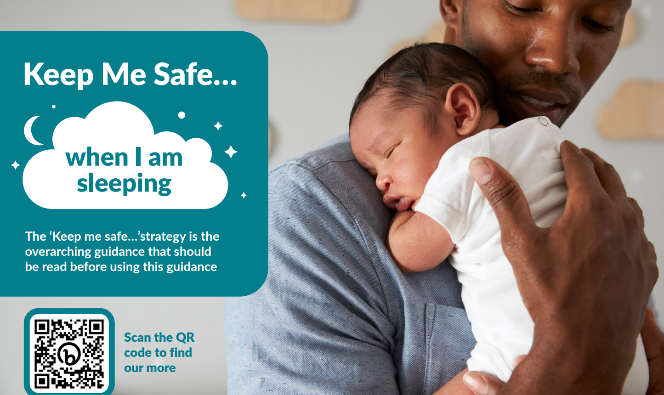 Keep Me Safe...
when I am
sleeping
The ‘Keep me safe...’strategy is the
overarching guidance that should
be read before using this guidance
Scan the QR
code to find
our more
b